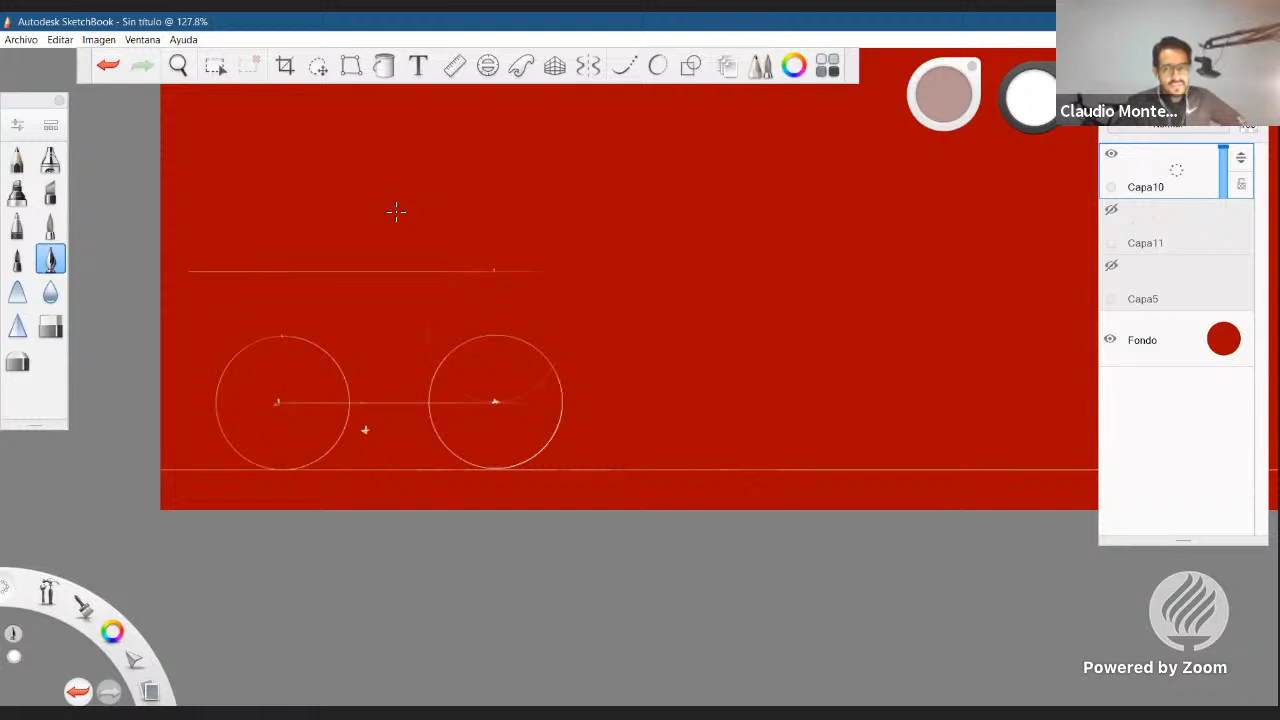 Autodesk SketchBook - Sin título @ 127.8%
Archivo Editar Imagen Ventana Ayuda
T
Claudio Monte...
Capa10
Capa11
Capa5
Fondo
Powered by Zoom